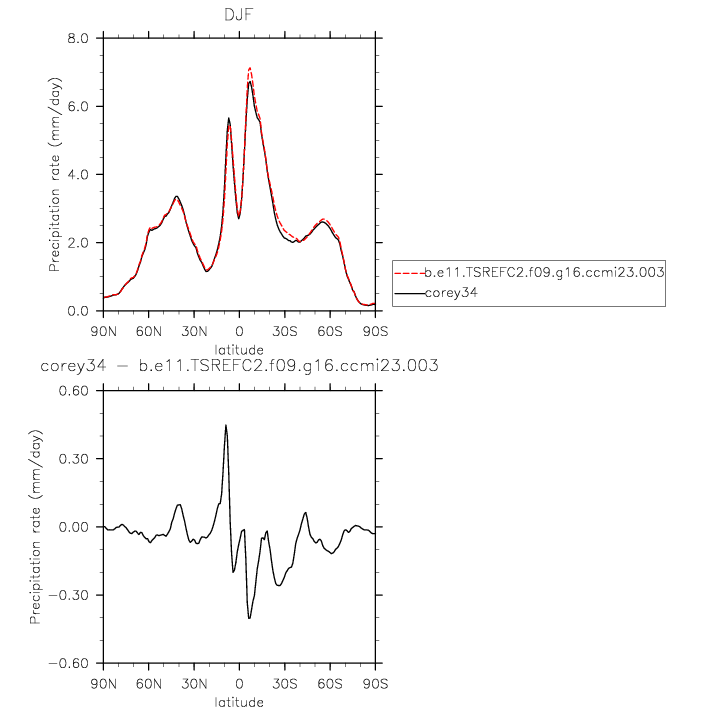 DJF
Precipitation rate (mm/day)
8.0
6.0
4.0
2.0
0.0
90N 60N 30N 0 30S 60S 90S
latitude
b.e11.TSREFC2.f09.g16.ccmi23.003
corey34
corey34 − b.e11.TSREFC2.f09.g16.ccmi23.003
Precipitation rate (mm/day)
0.60
0.30
0.00
−0.30
−0.60
90N 60N 30N 0 30S 60S 90S
latitude